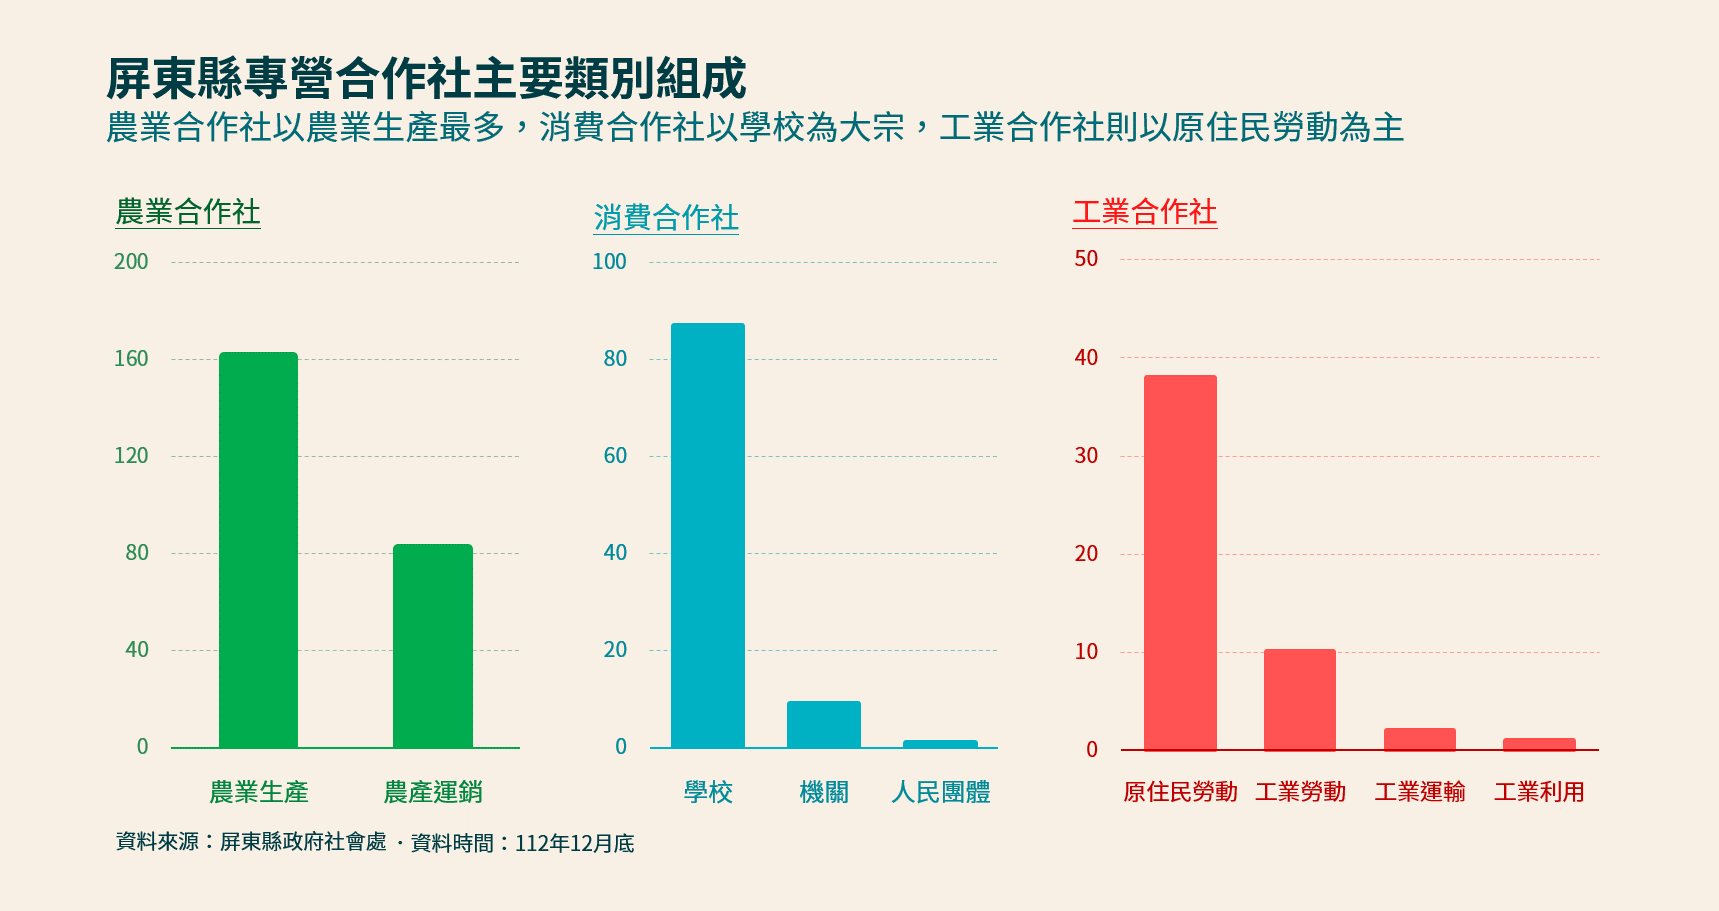 屏東縣專營合作社主要類別組成
農業合作社以農業生產最多，消費合作社以學校為大宗，工業合作社則以原住民勞動為主
農業合作社
200
160
120
80
40
0
農業生產 農產運銷
消費合作社
100
80
60
40
20
0
學校 機關 人民團體
工業合作社
50
40
30
20
10
0
原住民勞動 工業勞動 工業運輸 工業利用
資料來源：屏東縣政府社會處 · 資料時間：112年12月底